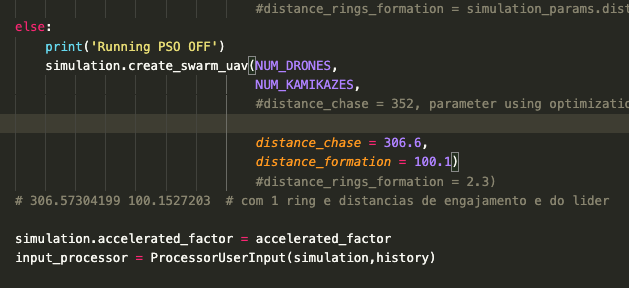 #distance_rings_formation = simulation_params.dist
else:
print('Running PSO OFF')
simulation.create_swarm_uav(NUM_DRONES,
NUM_KAMIKAZES,
#distance_chase = 352, parameter using optimizatio
distance_chase = 306.6,
distance_formation = 100.1)
#distance_rings_formation = 2.3)
# 306.57304199 100.1527203  # com 1 ring e distancias de engajamento e do lider
simulation.accelerated_factor = accelerated_factor
input_processor = ProcessorUserInput(simulation,history)